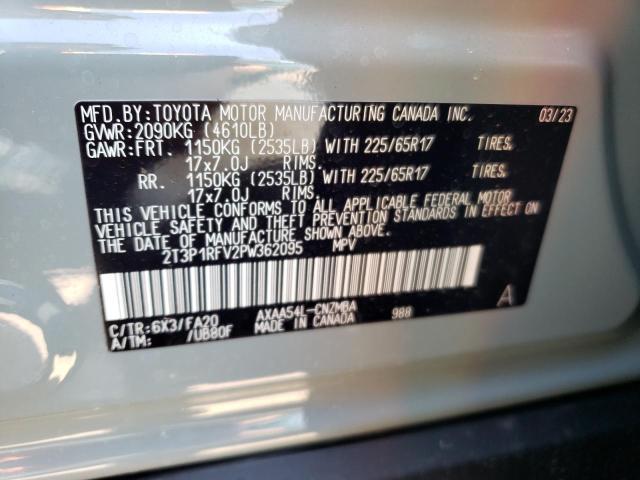 MFD. BY: TOYOTA MOTOR MANUFACTURING CANADA INC. 03/23
GVWR: 2090KG (4610LB)
GAWR: FRT. 1150KG (2535LB) WITH 225/65R17 TIRES.
17x7.0J RIMS.
RR. 1150KG (2535LB) WITH 225/65R17 TIRES.
17x7.0J RIMS.
THIS VEHICLE CONFORMS TO ALL APPLICABLE FEDERAL MOTOR
VEHICLE SAFETY AND THEFT PREVENTION STANDARDS IN EFFECT ON
THE DATE OF MANUFACTURE SHOWN ABOVE.
2T3P1RFV2PW362095 MPV
A
C/TR: 6X3/FA20 AXAA54L-CNZMBA 988
A/TM: /UB80F MADE IN CANADA